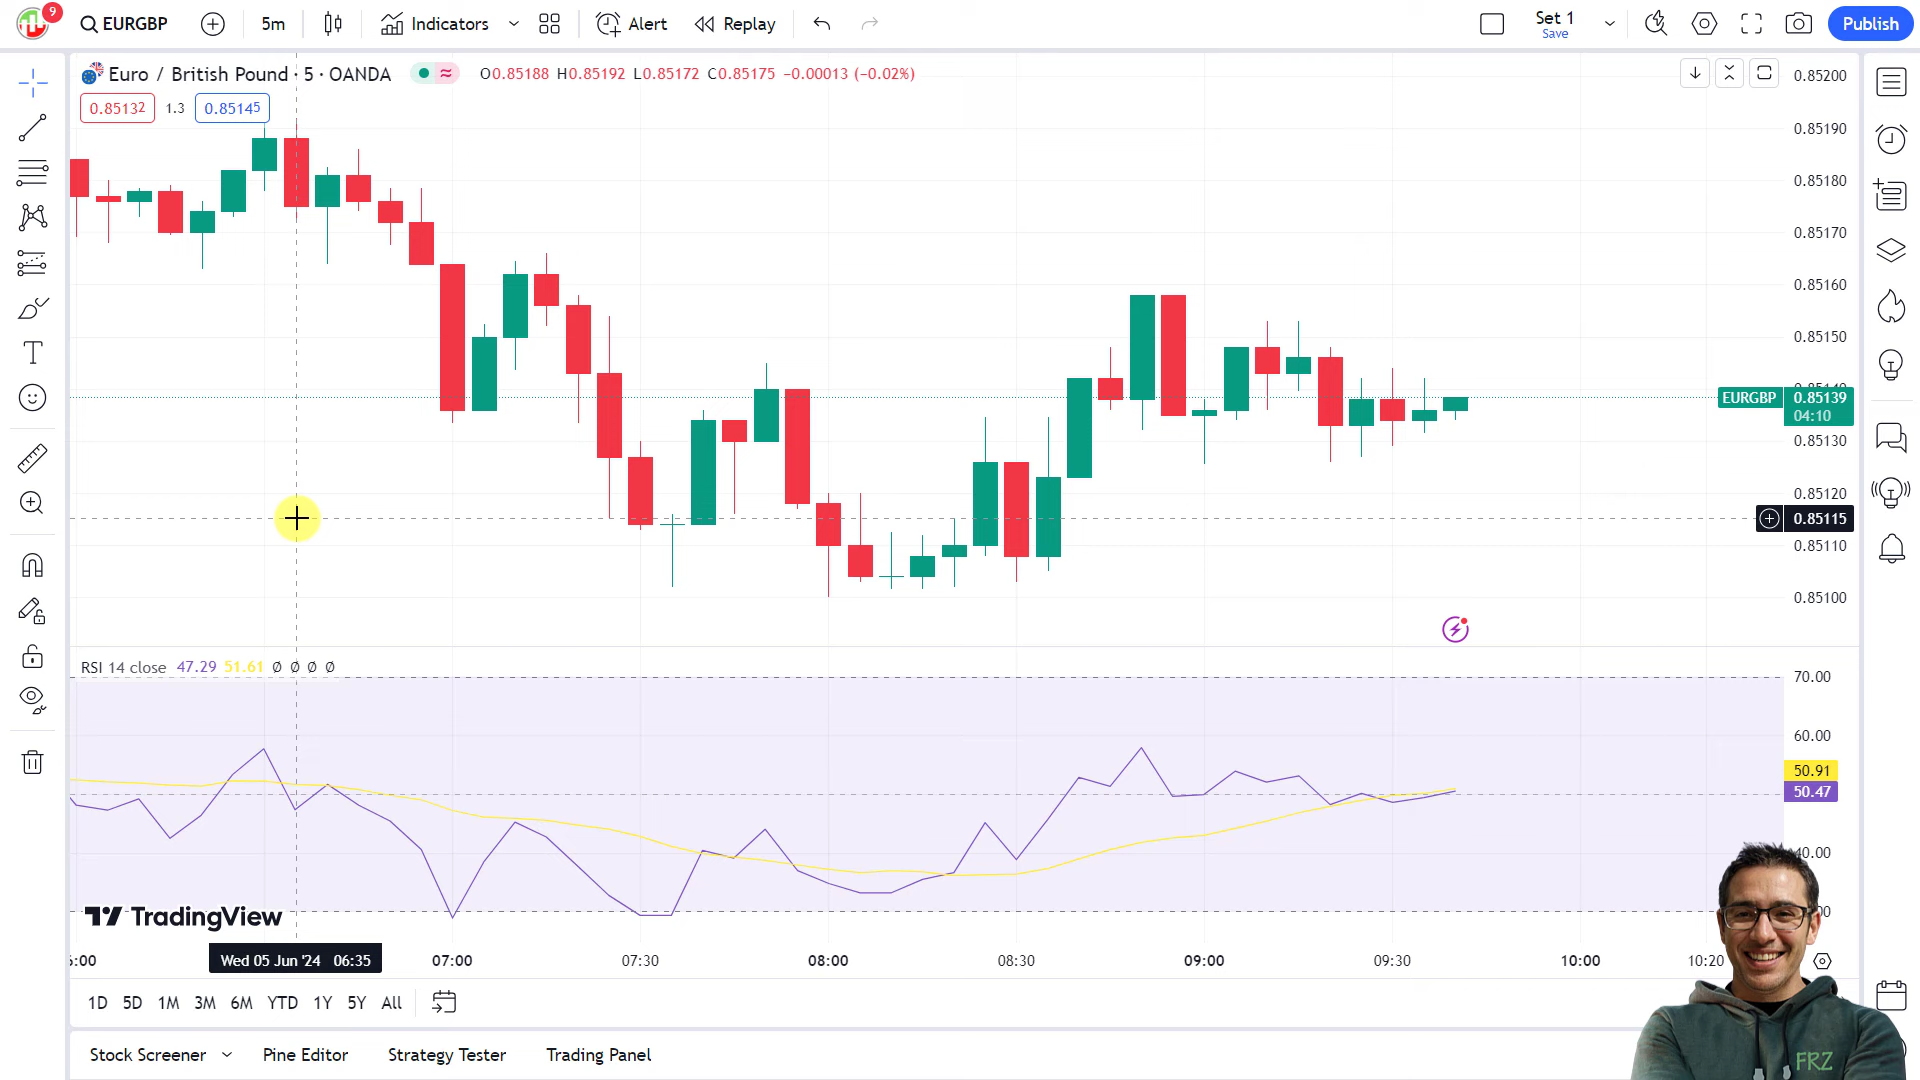 9
EURGBP
5m
Indicators
Alert
Replay
Set 1
Save
Publish
Euro / British Pound · 5 · OANDA
O0.85188 H0.85192 L0.85172 C0.85175 −0.00013 (−0.02%)
0.85132
1.3
0.85145
0.85200
0.85190
0.85180
0.85170
0.85160
0.85150
EURGBP
0.85139
04:10
0.85130
0.85120
0.85115
0.85110
0.85100
RSI 14 close 47.29 51.61 ∅ ∅ ∅ ∅
70.00
60.00
50.91
50.47
40.00
TradingView
Wed 05 Jun '24 06:35
07:00
07:30
08:00
08:30
09:00
09:30
10:00
10:20
1D 5D 1M 3M 6M YTD 1Y 5Y All
Stock Screener
Pine Editor
Strategy Tester
Trading Panel
FRZ